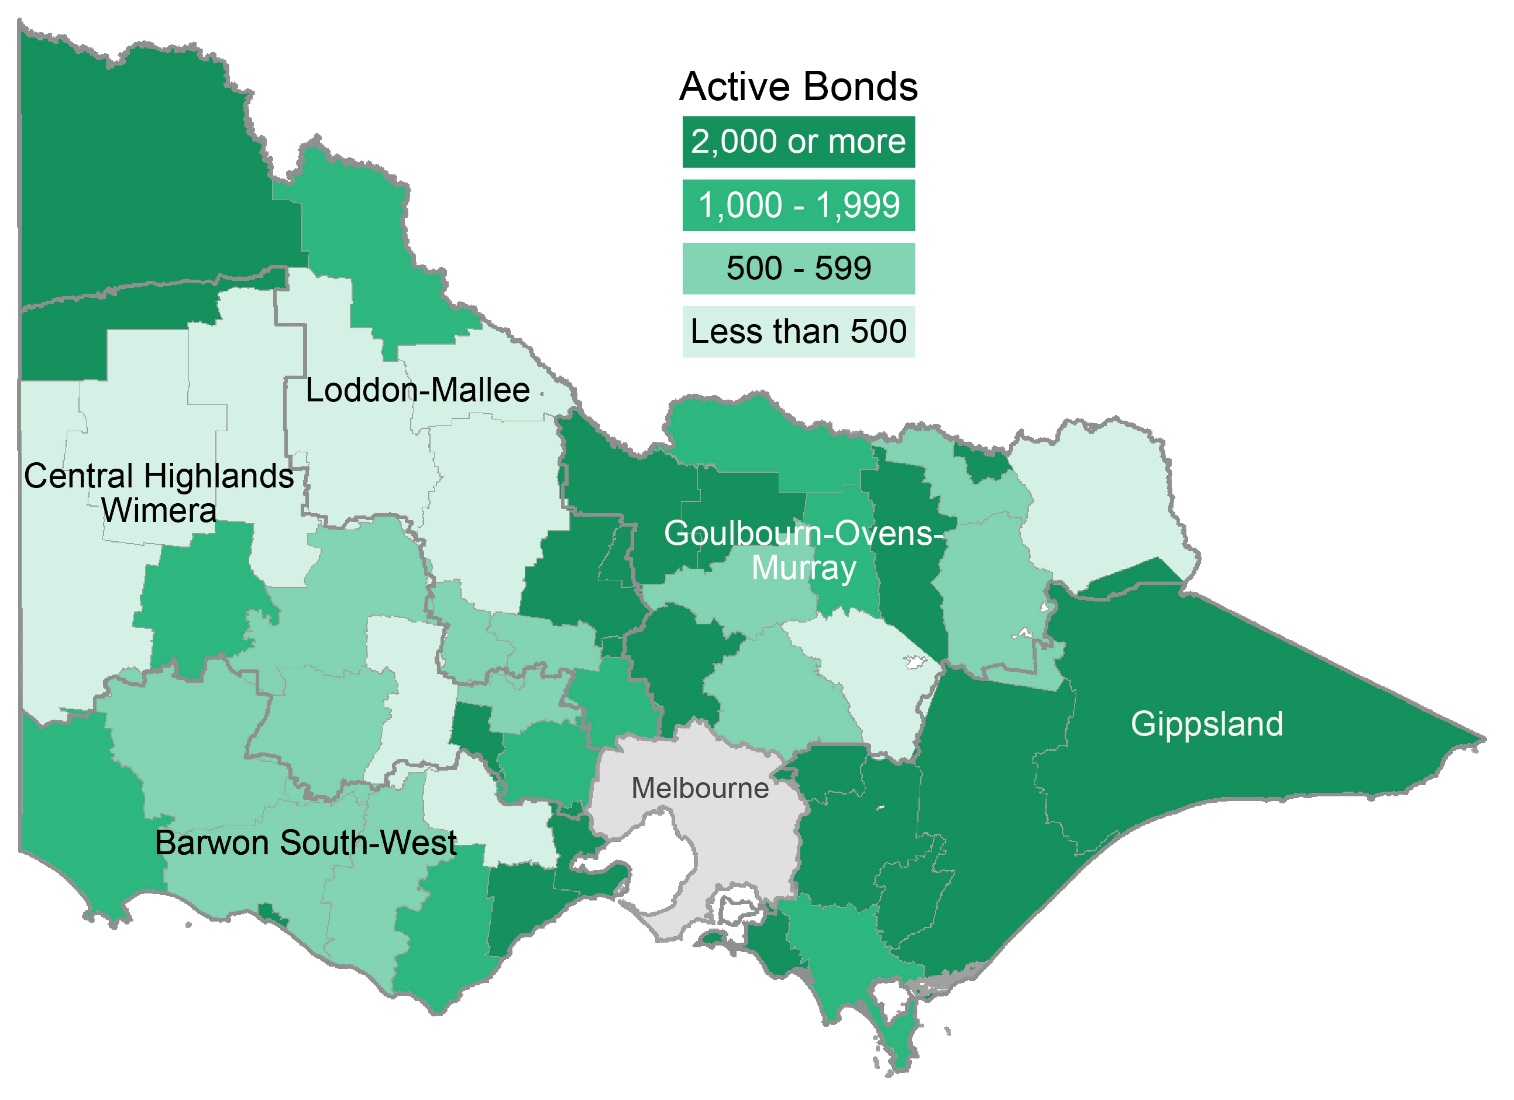 Active Bonds
2,000 or more
1,000 - 1,999
500 - 599
Less than 500
Loddon-Mallee
Central Highlands
Wimera
Goulbourn-Ovens-
Murray
Gippsland
Melbourne
Barwon South-West